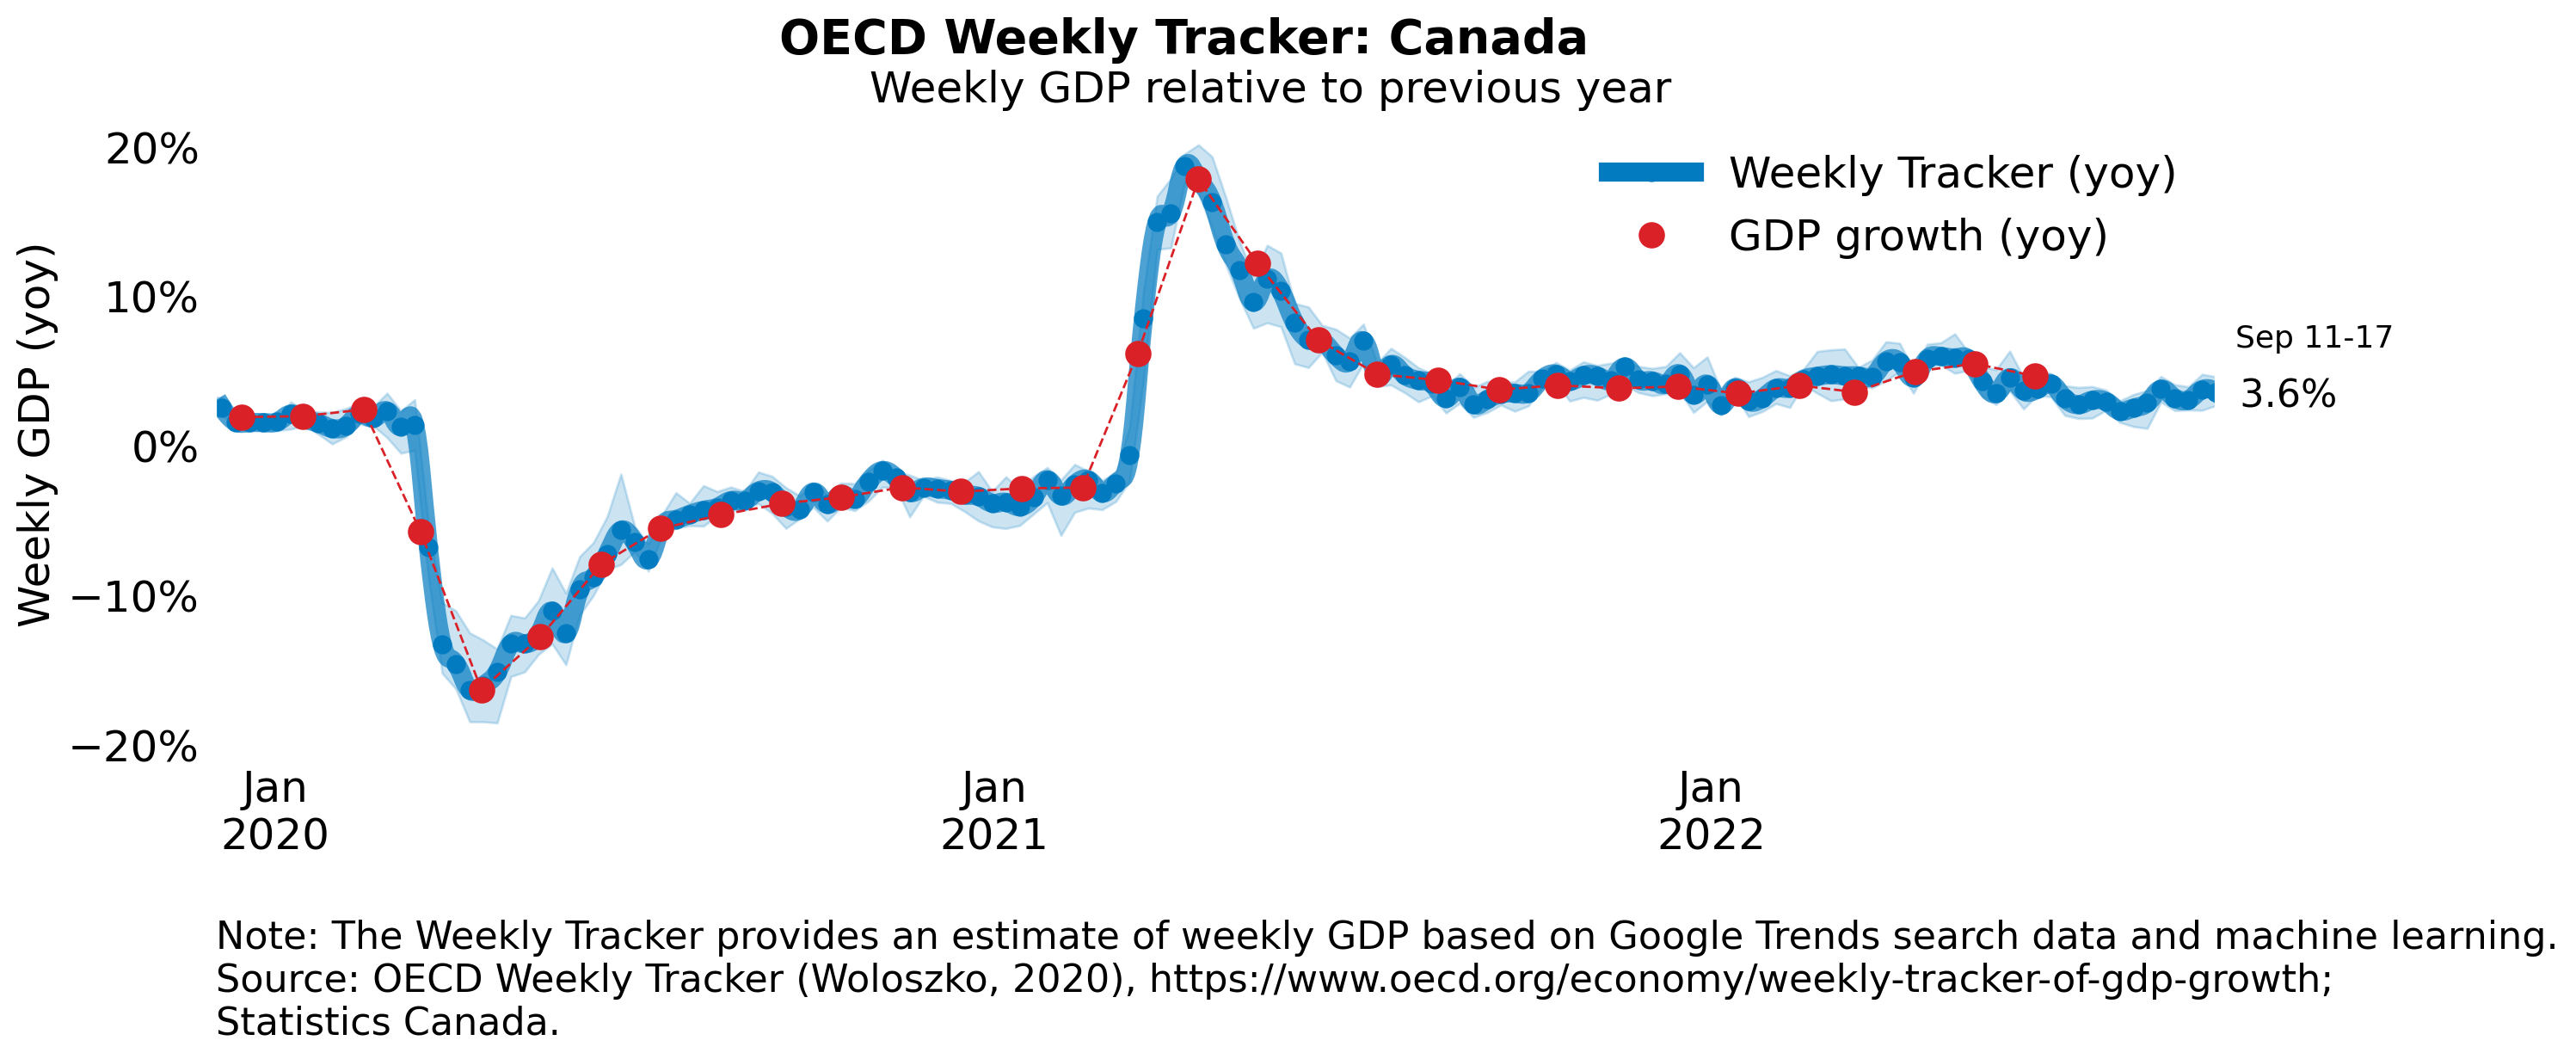 OECD Weekly Tracker: Canada
Weekly GDP relative to previous year
Weekly GDP (yoy)
20%
10%
0%
−10%
−20%
Weekly Tracker (yoy)
GDP growth (yoy)
Sep 11-17
3.6%
Jan
2020
Jan
2021
Jan
2022
Note: The Weekly Tracker provides an estimate of weekly GDP based on Google Trends search data and machine learning.
Source: OECD Weekly Tracker (Woloszko, 2020), https://www.oecd.org/economy/weekly-tracker-of-gdp-growth;
Statistics Canada.